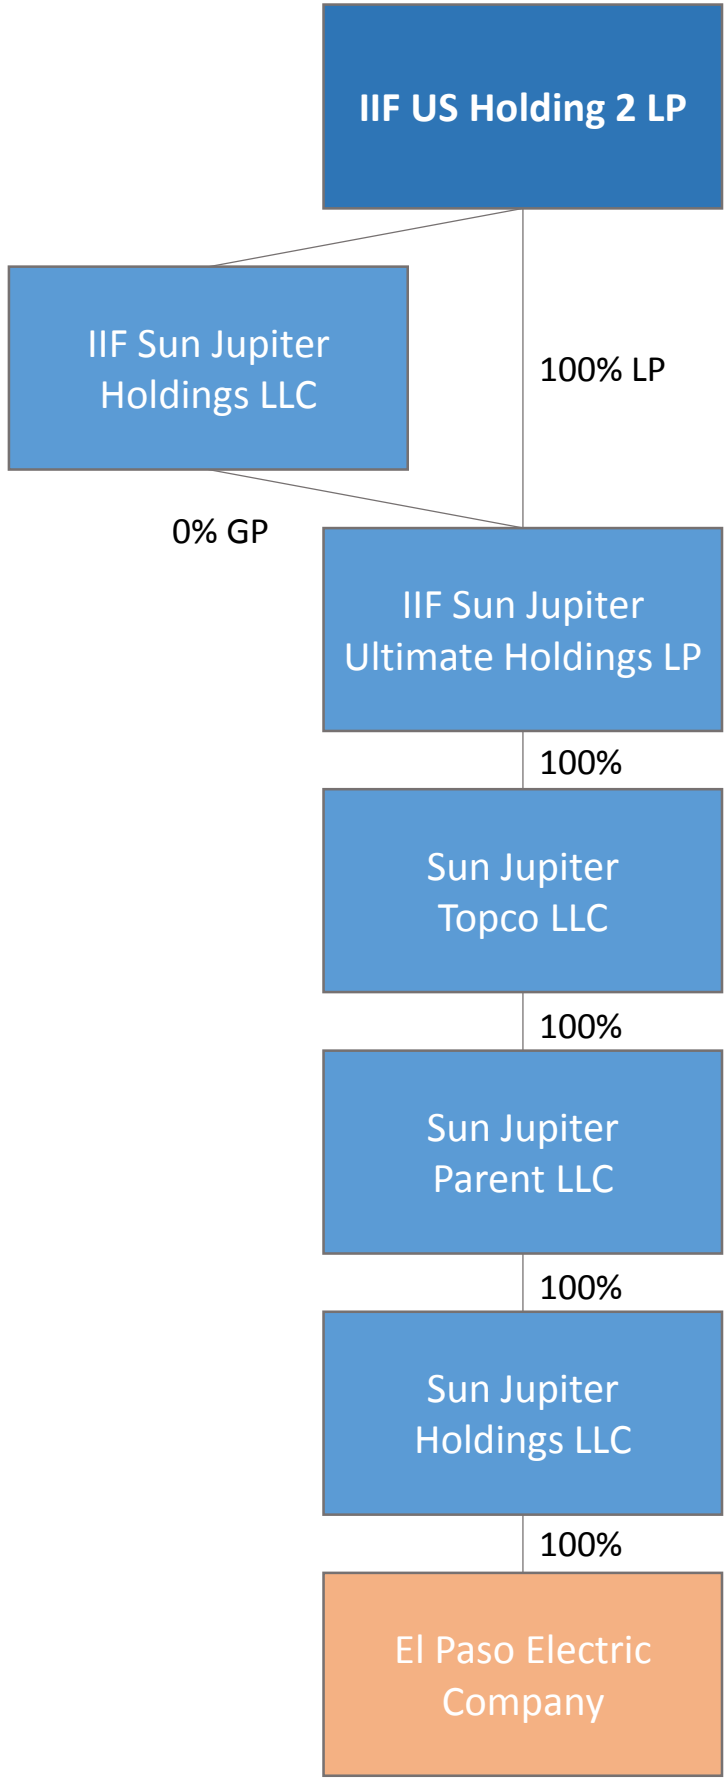 IIF US Holding 2 LP
IIF Sun Jupiter
Holdings LLC
100% LP
0% GP
IIF Sun Jupiter
Ultimate Holdings LP
100%
Sun Jupiter
Topco LLC
100%
Sun Jupiter
Parent LLC
100%
Sun Jupiter
Holdings LLC
100%
El Paso Electric
Company